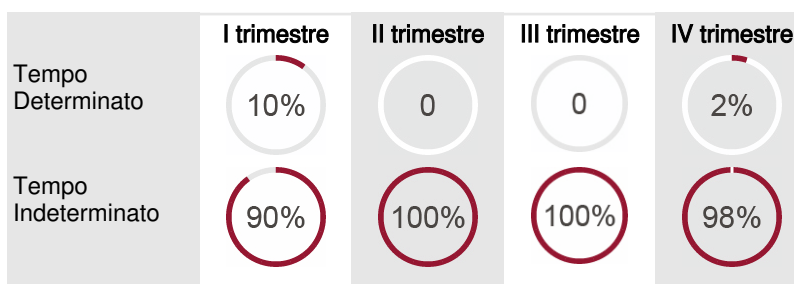 I trimestre II trimestre III trimestre IV trimestre
Tempo
Determinato
10% 0 0 2%
Tempo
Indeterminato
90% 100% 100% 98%